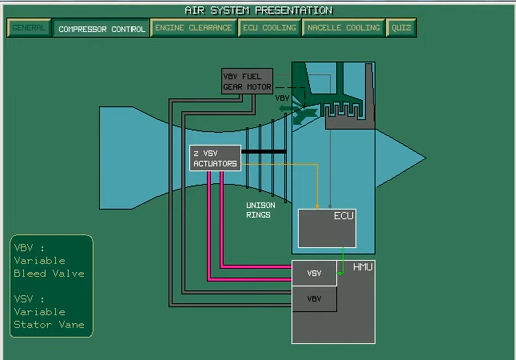 AIR SYSTEM PRESENTATION
GENERAL
COMPRESSOR CONTROL
ENGINE CLEARANCE
ECU COOLING
NACELLE COOLING
QUIZ
VBV FUEL
GEAR MOTOR
VBV
2 VSV
ACTUATORS
UNISON
RINGS
ECU
HMU
VSV
VBV
VBV :
Variable
Bleed Valve
VSV :
Variable
Stator Vane